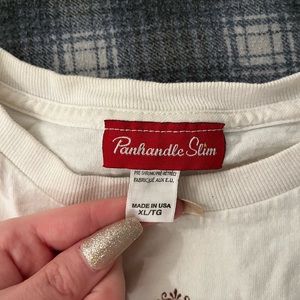 Panhandle Slim
PRE SHRUNK/PRÉ RÉTRÉCI
FABRIQUÉ AUX E.U.
MADE IN USA
XL/TG